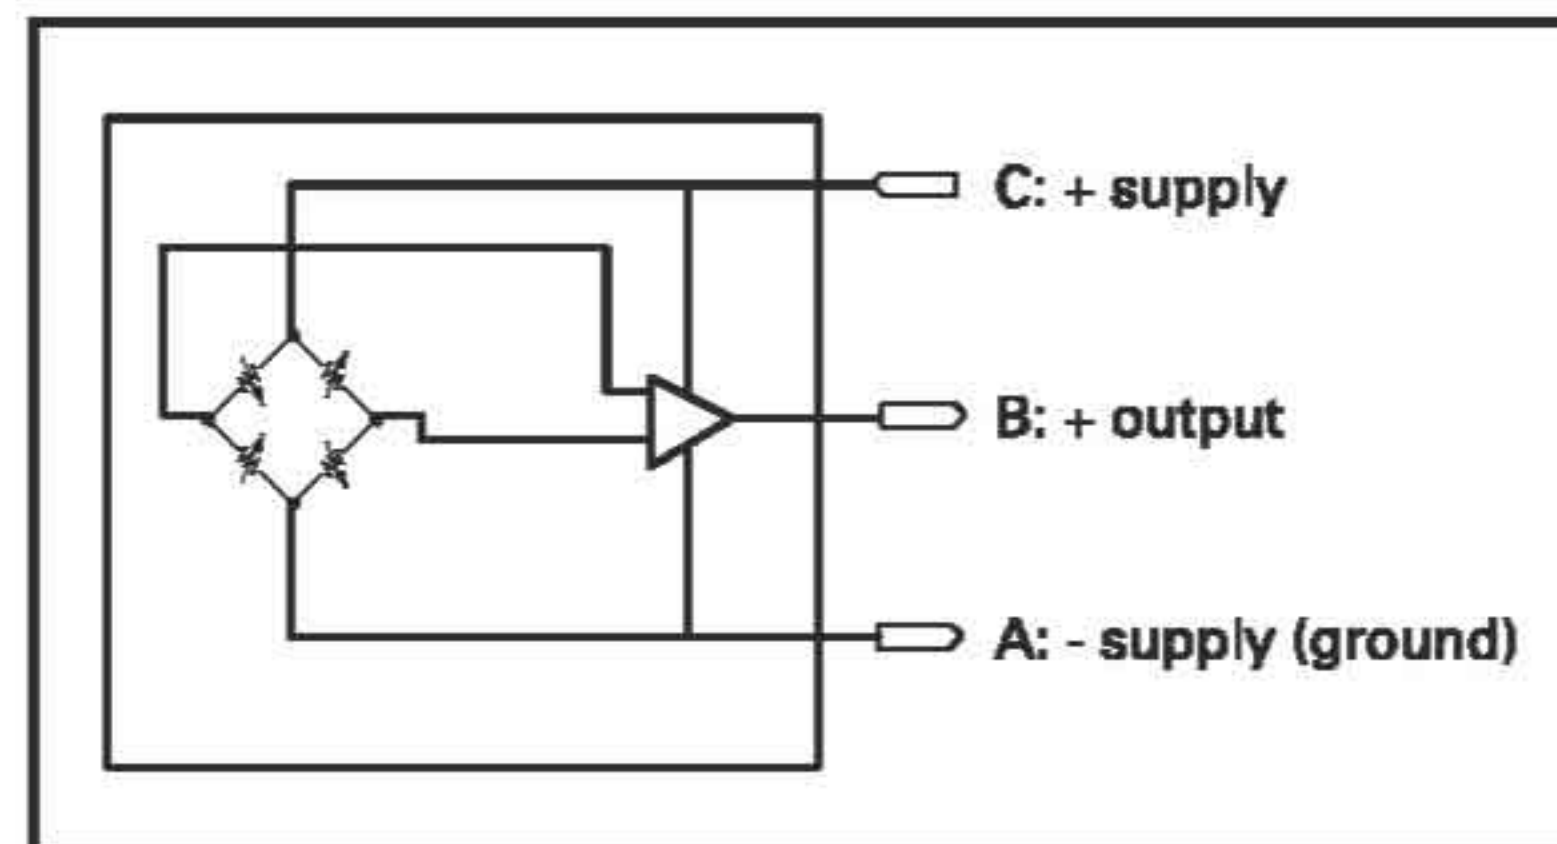 C: + supply
B: + output
A: - supply (ground)